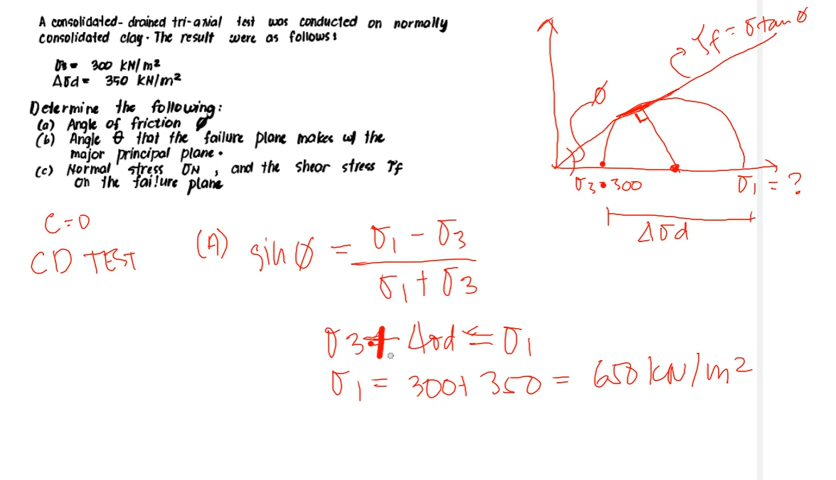 A consolidated-drained tri-axial test was conducted on normally
consolidated clay. The result were as follows:
σ3 = 300 KN/m²
Δσd = 350 KN/m²
Determine the following:
(a) Angle of friction ϕ
(b) Angle θ that the failure plane makes w/ the
major principal plane.
(c) Normal stress σN, and the shear stress τf
on the failure plane
τf = σ tan ϕ
ϕ
σ3 = 300
σ1 = ?
Δσd
C=0
CD TEST
(A) sin ϕ = σ1 - σ3
σ1 + σ3
σ3 + Δσd = σ1
σ1 = 300 + 350 = 650 KN/m²